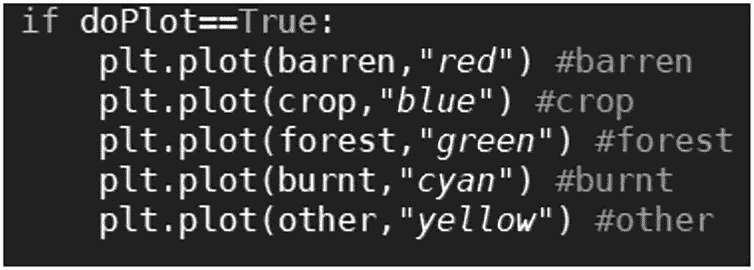 if doPlot==True:
    plt.plot(barren,"red") #barren
    plt.plot(crop,"blue") #crop
    plt.plot(forest,"green") #forest
    plt.plot(burnt,"cyan") #burnt
    plt.plot(other,"yellow") #other